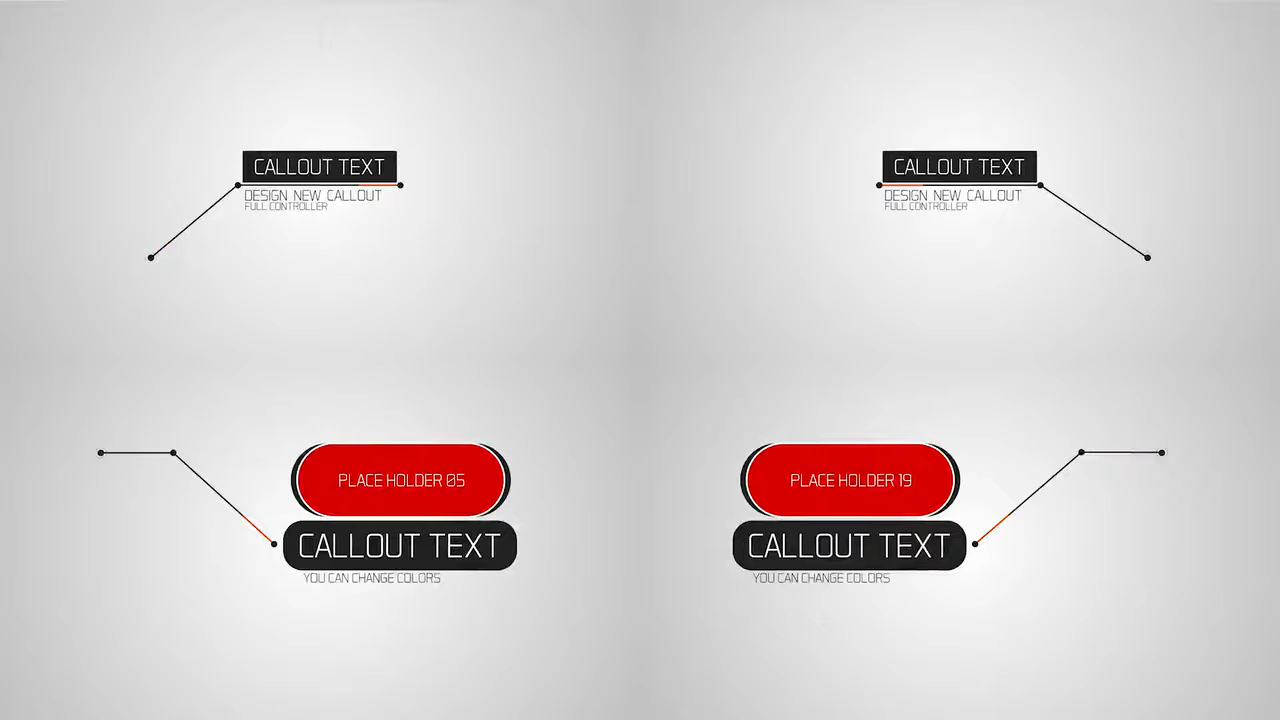 CALLOUT TEXT
DESIGN NEW CALLOUT
FULL CONTROLLER
CALLOUT TEXT
DESIGN NEW CALLOUT
FULL CONTROLLER
PLACE HOLDER 05
CALLOUT TEXT
YOU CAN CHANGE COLORS
PLACE HOLDER 19
CALLOUT TEXT
YOU CAN CHANGE COLORS